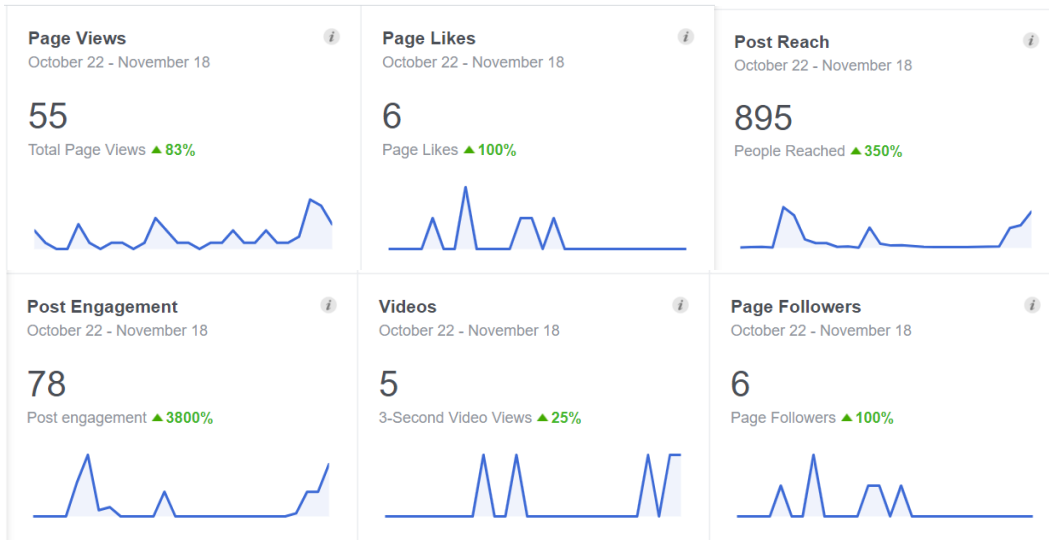 Page Views
October 22 - November 18
55
Total Page Views ▲ 83%
Page Likes
October 22 - November 18
6
Page Likes ▲ 100%
Post Reach
October 22 - November 18
895
People Reached ▲ 350%
Post Engagement
October 22 - November 18
78
Post engagement ▲ 3800%
Videos
October 22 - November 18
5
3-Second Video Views ▲ 25%
Page Followers
October 22 - November 18
6
Page Followers ▲ 100%